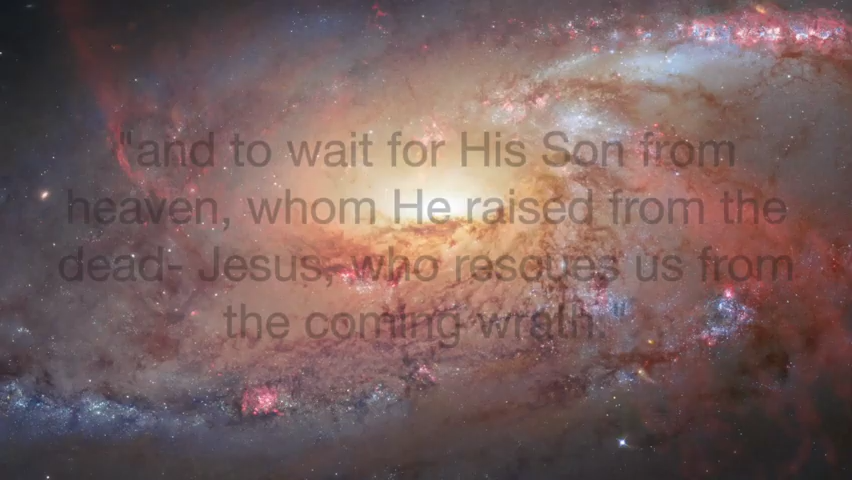 "and to wait for His Son from
heaven, whom He raised from the
dead- Jesus, who rescues us from
the coming wrath.